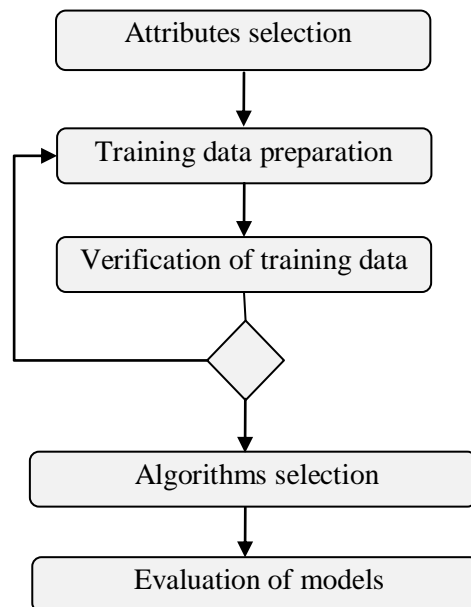 Attributes selection
Training data preparation
Verification of training data
Algorithms selection
Evaluation of models